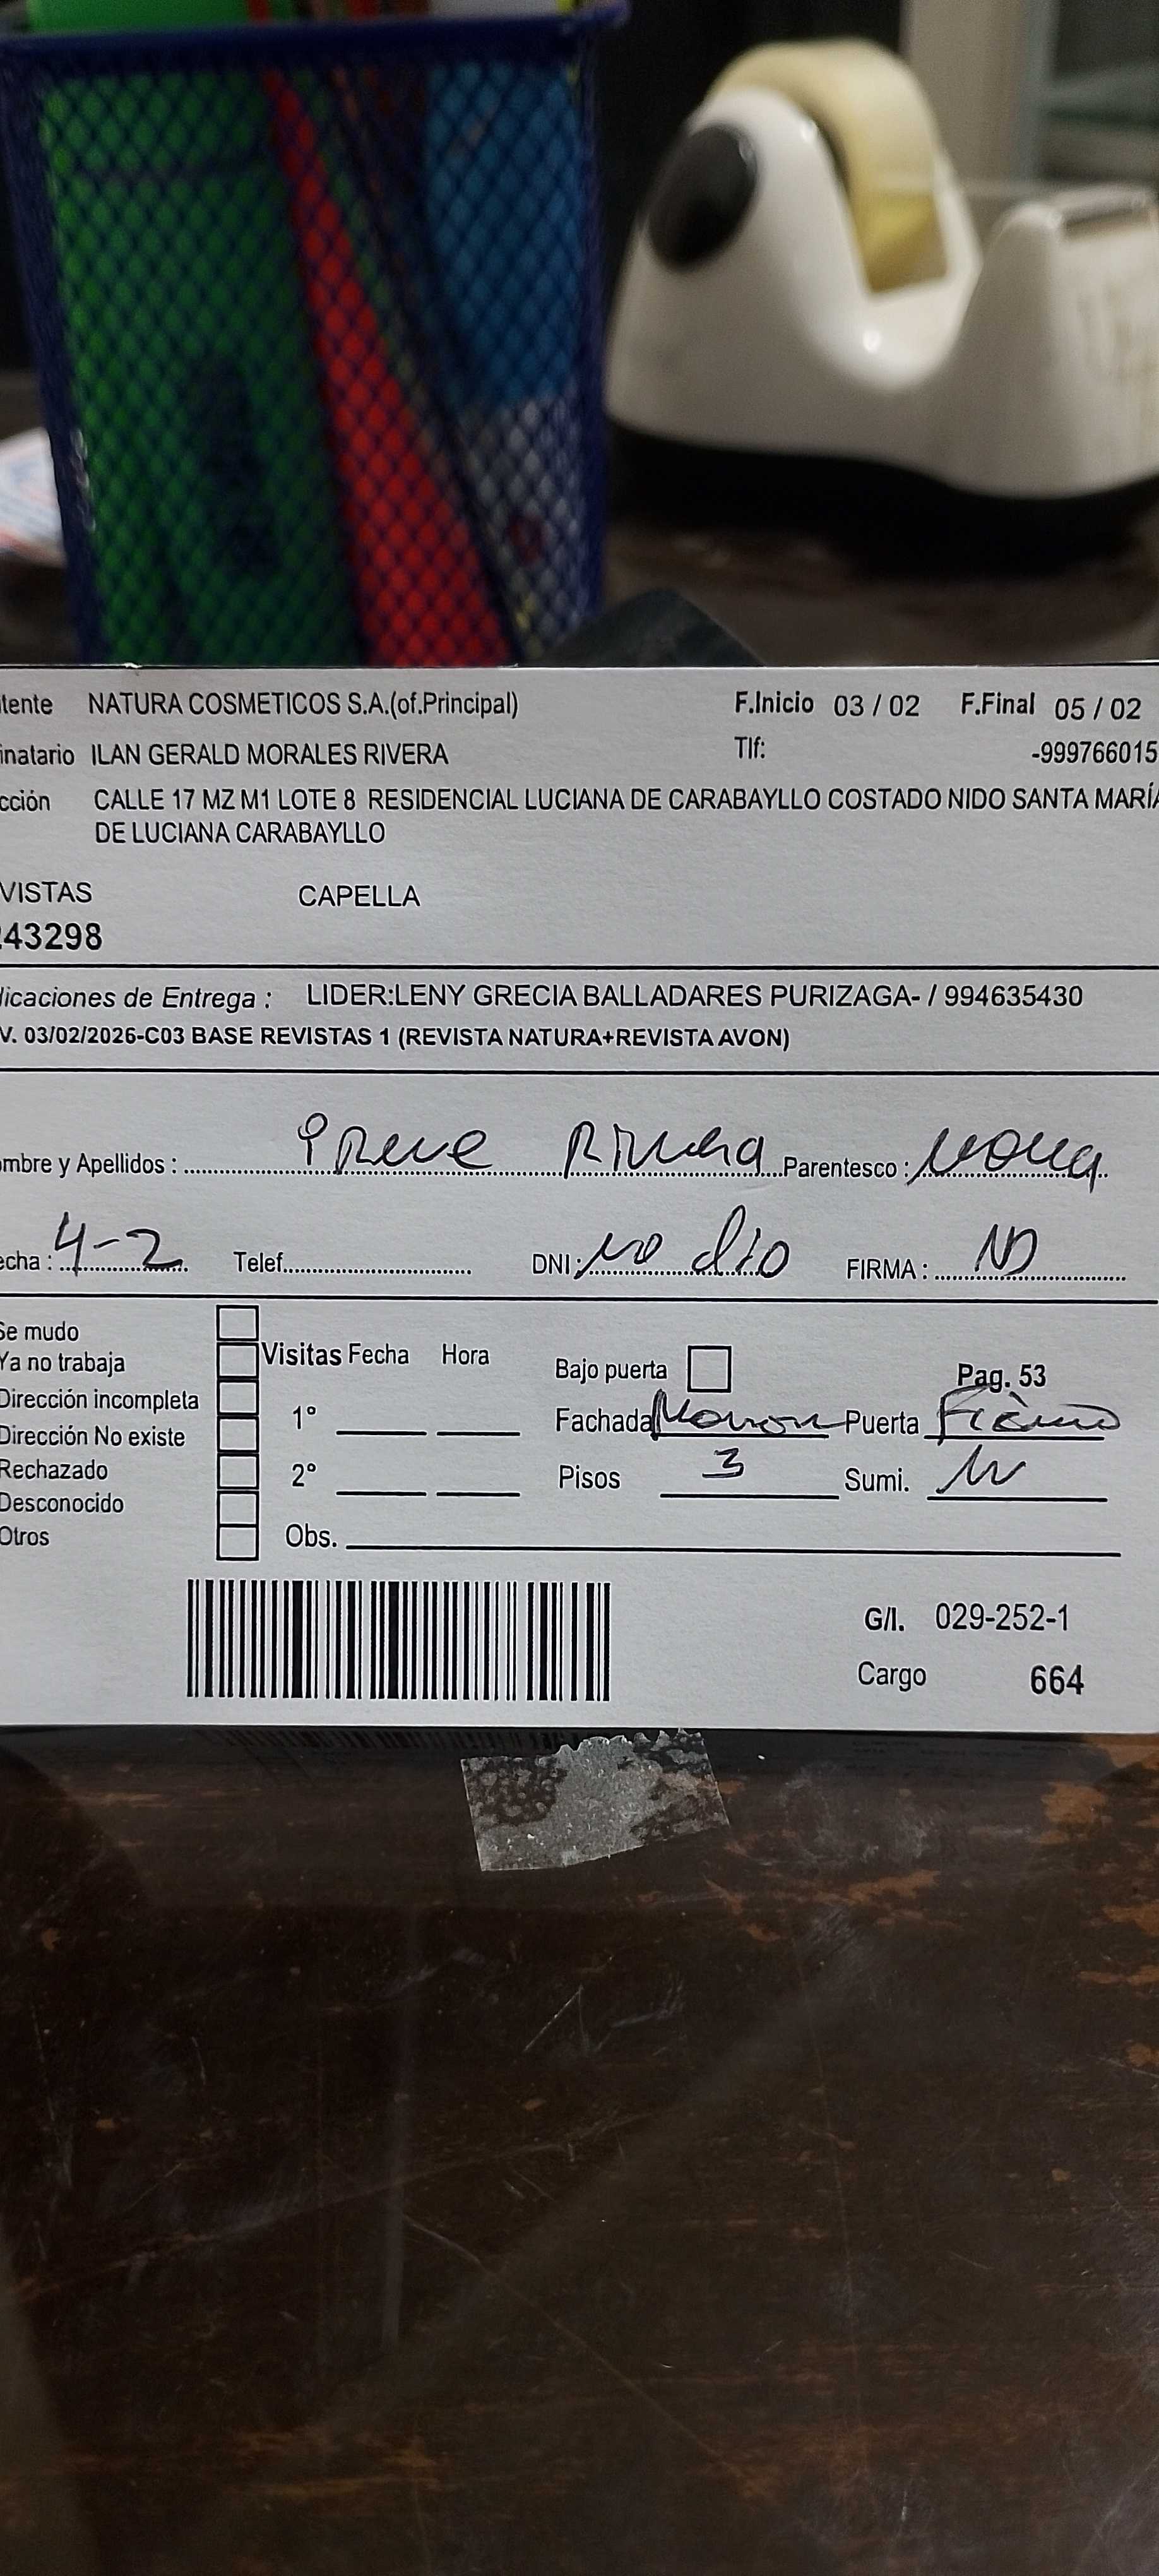 tente NATURA COSMETICOS S.A.(of.Principal) F.Inicio 03 / 02 F.Final 05 / 02
inatario ILAN GERALD MORALES RIVERA Tlf: -999766015
cción CALLE 17 MZ M1 LOTE 8 RESIDENCIAL LUCIANA DE CARABAYLLO COSTADO NIDO SANTA MARÍA
DE LUCIANA CARABAYLLO
VISTAS CAPELLA
243298
dicaciones de Entrega : LIDER:LENY GRECIA BALLADARES PURIZAGA- / 994635430
V. 03/02/2026-C03 BASE REVISTAS 1 (REVISTA NATURA+REVISTA AVON)
ombre y Apellidos : Irene Rivera Parentesco :
echa : 4-2 Telef. DNI: no dio FIRMA : ND
Se mudo
Ya no trabaja Visitas Fecha Hora Bajo puerta Pag. 53
Dirección incompleta 1° Fachada Marron Puerta Fierro
Dirección No existe
Rechazado 2° Pisos 3 Sumi.
Desconocido
Otros Obs.
G/I. 029-252-1
Cargo 664